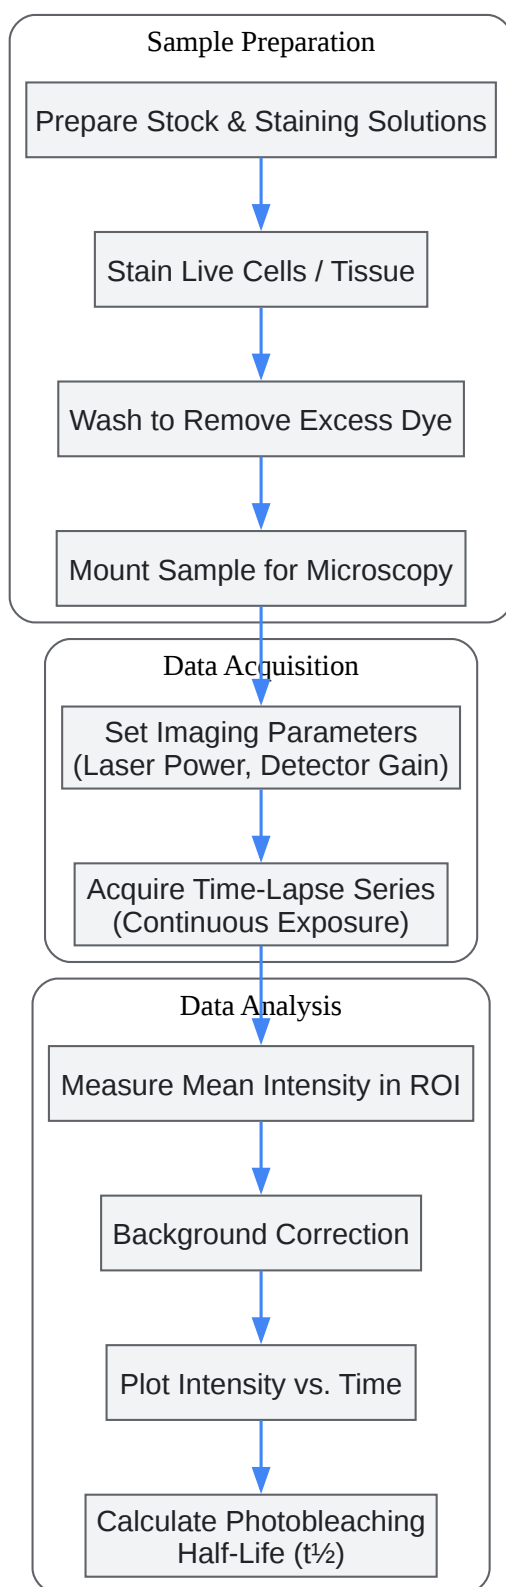 Sample Preparation
Prepare Stock & Staining Solutions
Stain Live Cells / Tissue
Wash to Remove Excess Dye
Mount Sample for Microscopy
Data Acquisition
Set Imaging Parameters
(Laser Power, Detector Gain)
Acquire Time-Lapse Series
(Continuous Exposure)
Data Analysis
Measure Mean Intensity in ROI
Background Correction
Plot Intensity vs. Time
Calculate Photobleaching
Half-Life (t½)